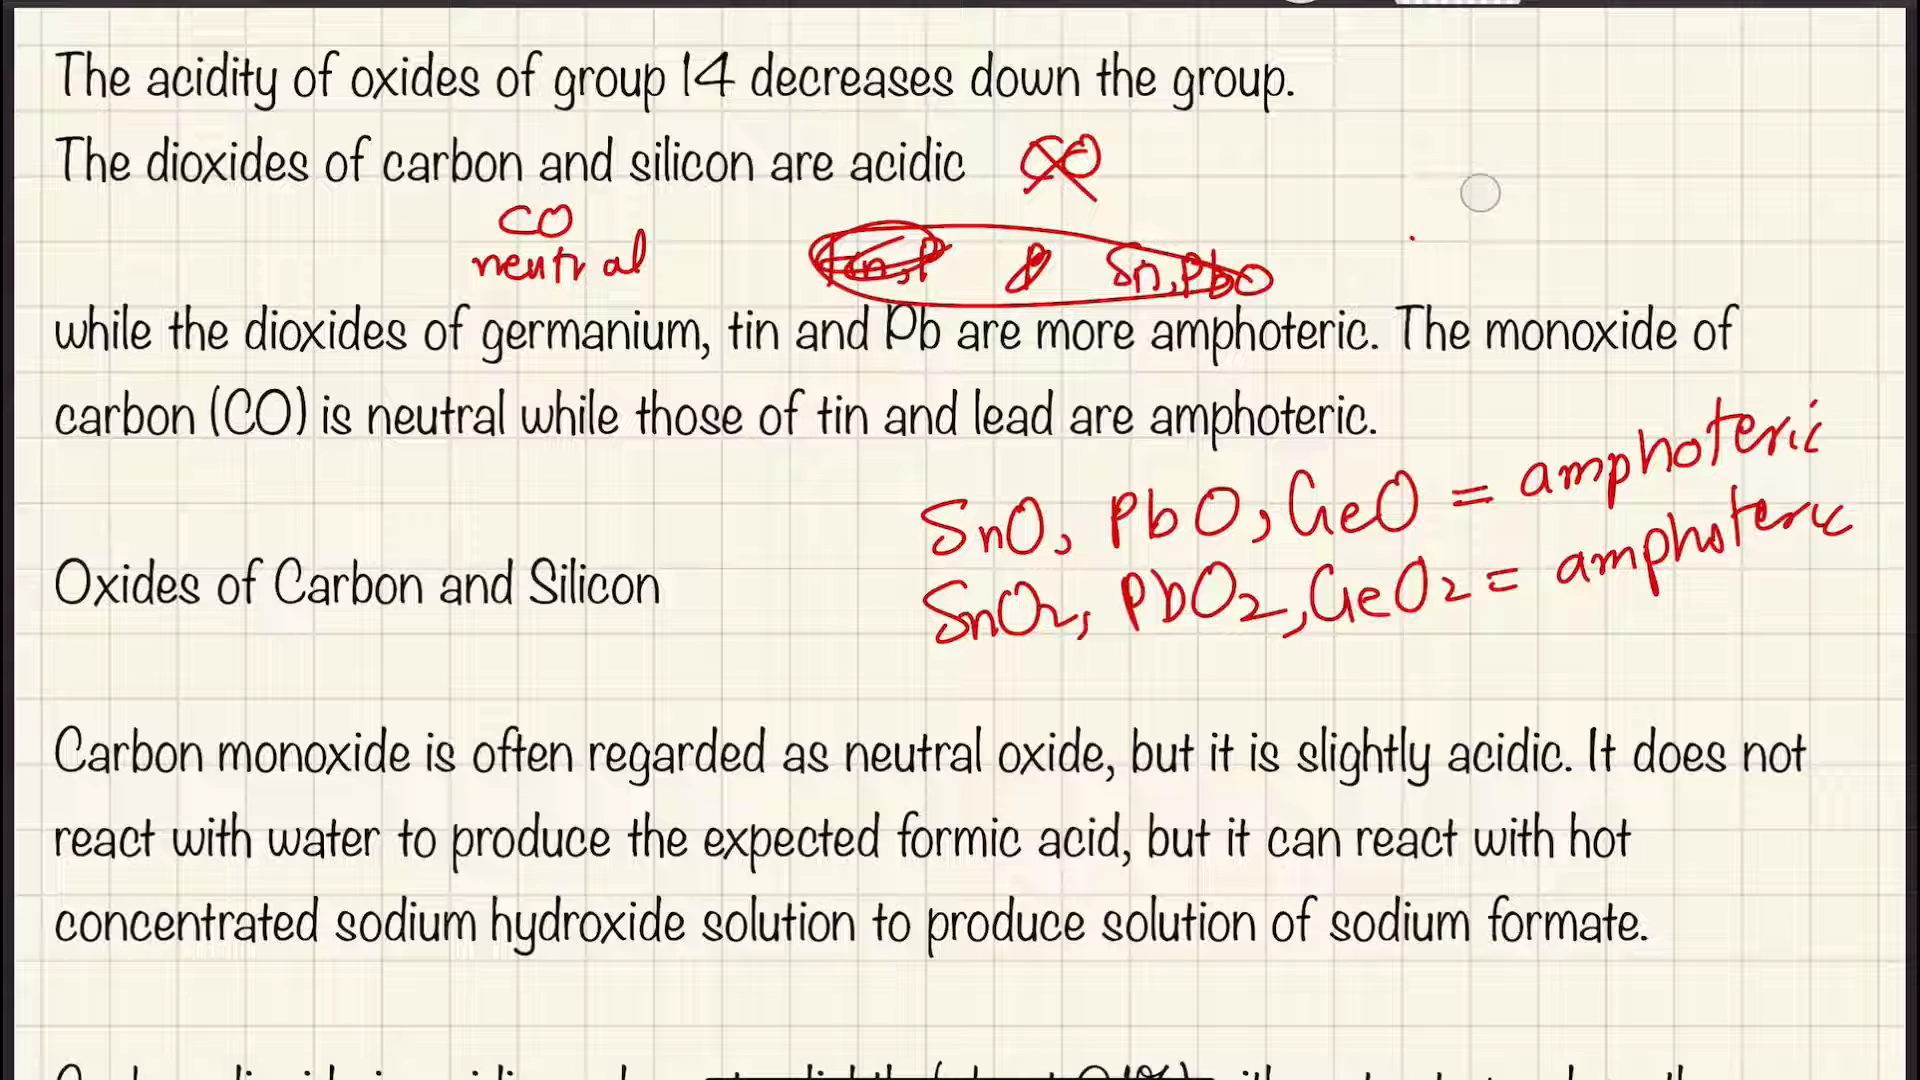 The acidity of oxides of group 14 decreases down the group.
The dioxides of carbon and silicon are acidic CO
CO
neutral
Sn, PbO
while the dioxides of germanium, tin and Pb are more amphoteric. The monoxide of
carbon (CO) is neutral while those of tin and lead are amphoteric.
SnO, PbO, GeO = amphoteric
SnO2, PbO2, GeO2 = amphoteric
Oxides of Carbon and Silicon
Carbon monoxide is often regarded as neutral oxide, but it is slightly acidic. It does not
react with water to produce the expected formic acid, but it can react with hot
concentrated sodium hydroxide solution to produce solution of sodium formate.